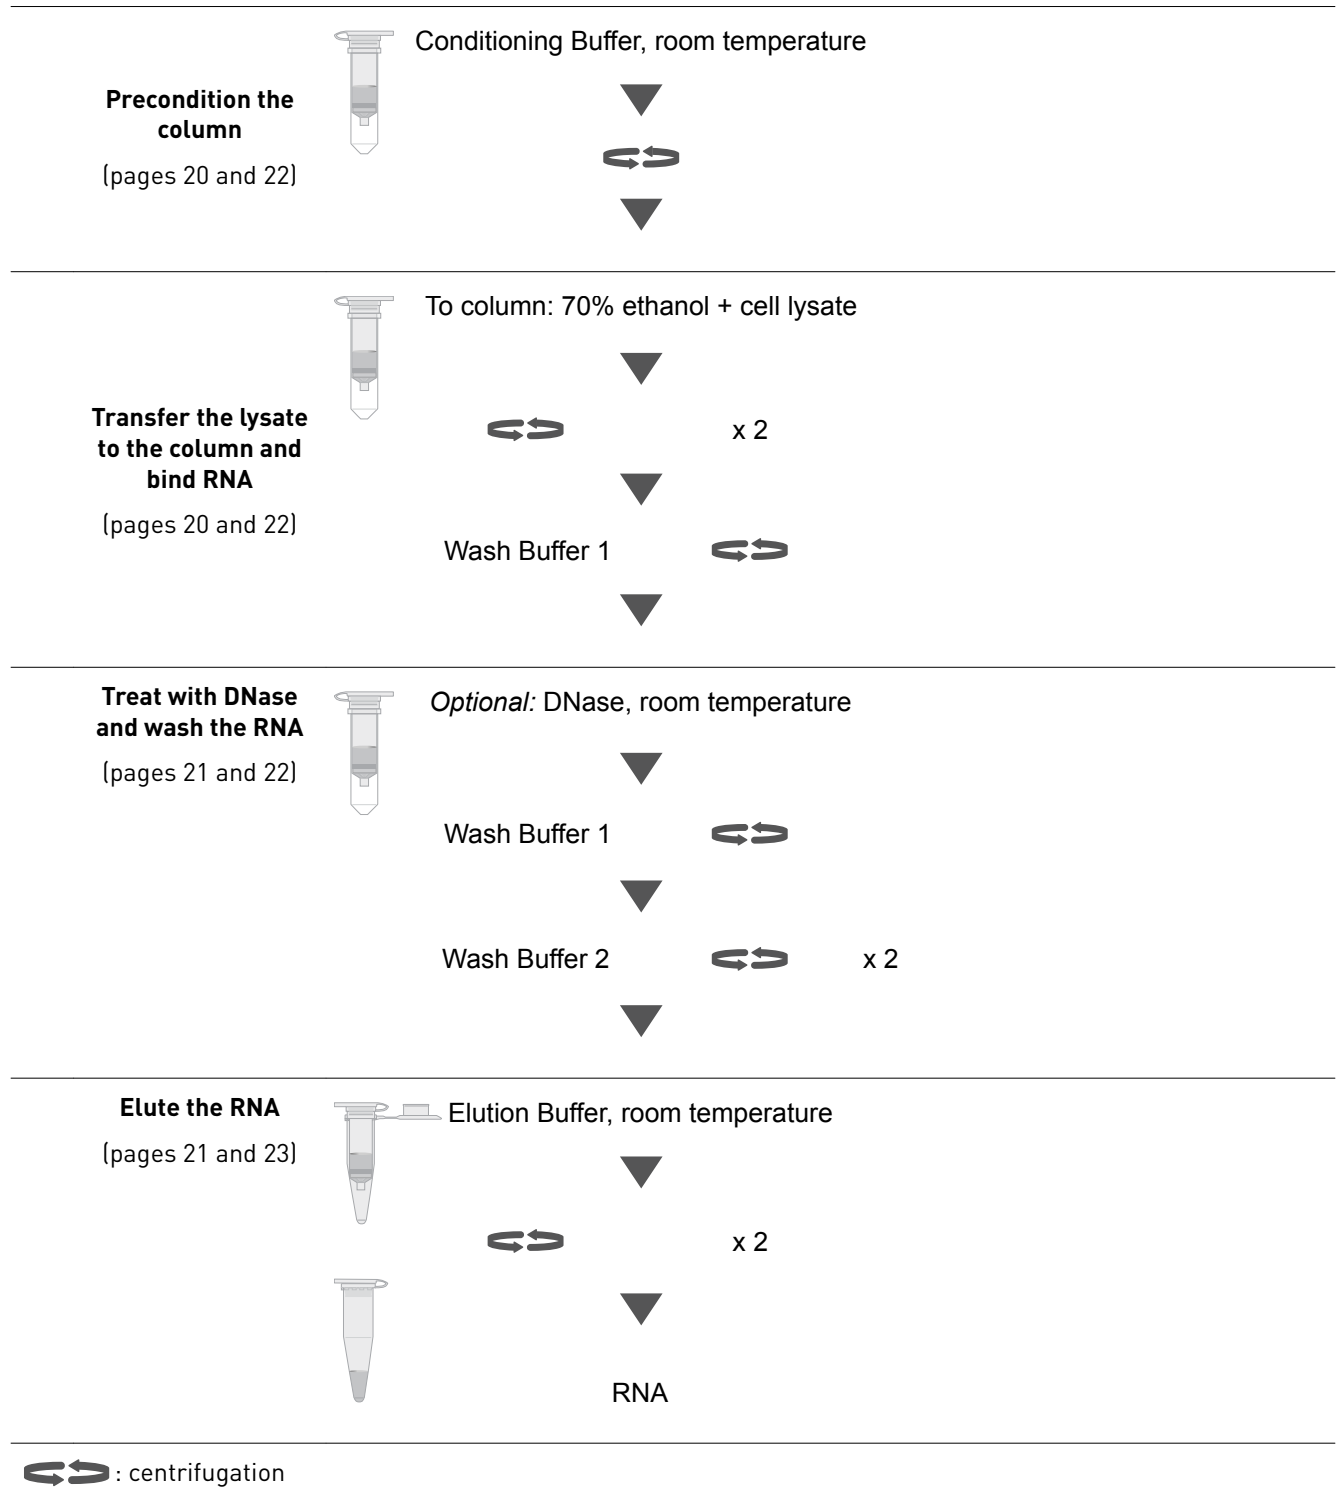 Conditioning Buffer, room temperature
Precondition the
column
(pages 20 and 22)
To column: 70% ethanol + cell lysate
Transfer the lysate
to the column and
bind RNA
(pages 20 and 22)
x 2
Wash Buffer 1
Treat with DNase
and wash the RNA
(pages 21 and 22)
Optional: DNase, room temperature
Wash Buffer 1
Wash Buffer 2 x 2
Elute the RNA
(pages 21 and 23)
Elution Buffer, room temperature
x 2
RNA
: centrifugation